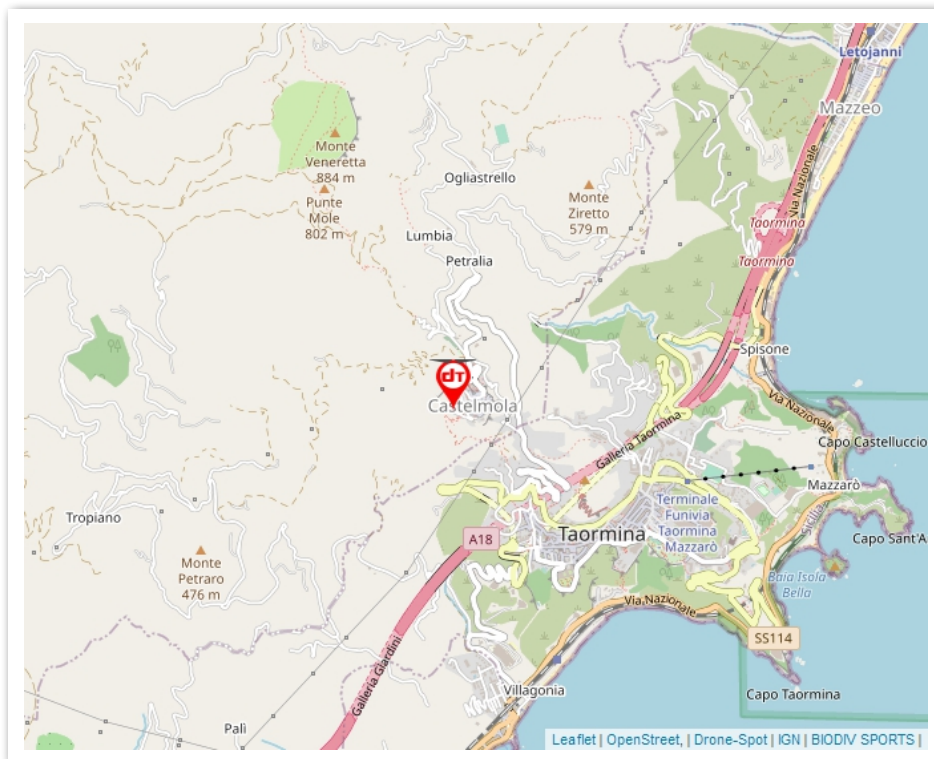 Letojanni
Mazzeo
Monte
Veneretta
884 m
Ogliastrello
Punte
Mole
802 m
Monte
Ziretto
579 m
Via Nazionale
Taormina
Taormina
Lumbia
Petralia
Spisone
DT
Castelmola
Via Nazionale
Galleria Taormina
Capo Castelluccio
Mazzarò
Terminale
Funivia
Taormina
Mazzarò
Sicilia
Tropiano
A18
Taormina
Capo Sant'A
Monte
Petraro
476 m
Baia Isola
Bella
Via Nazionale
SS114
Galleria Giardini
Villagonia
Capo Taormina
Palì
Leaflet | OpenStreet, | Drone-Spot | IGN | BIODIV SPORTS |